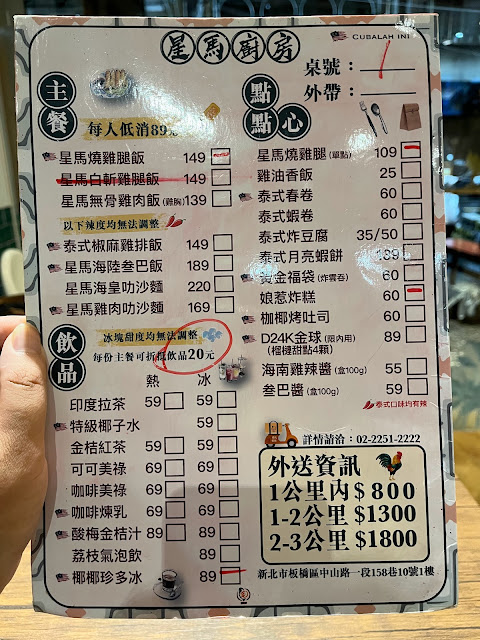 星馬廚房
CUBALAH INI
桌號：
外帶：
主餐
每人低消89元
星馬燒雞腿飯 149
星馬白斬雞腿飯 149
星馬無骨雞肉飯(雞胸) 139
以下辣度均無法調整
泰式椒麻雞排飯 149
星馬海陸叁巴飯 189
星馬海皇叻沙麵 220
星馬雞肉叻沙麵 169
飲品
冰塊甜度均無法調整
每份主餐可折抵飲品20元
熱 冰
印度拉茶 59 59
特級椰子水 59
金桔紅茶 59 59
可可美祿 69 69
咖啡美祿 69 69
咖啡煉乳 69 69
酸梅金桔汁 89 89
荔枝氣泡飲 89
椰椰珍多冰 89
點點心
星馬燒雞腿(單點) 109
雞油香飯 25
泰式春卷 60
泰式蝦卷 60
泰式炸豆腐 35/50
泰式月亮蝦餅 169
黃金福袋(炸雲吞) 60
娘惹炸糕 60
枷椰烤吐司 60
D24K金球(限內用) 89
(榴槤甜點4顆)
海南雞辣醬(盒100g) 55
叁巴醬(盒100g) 59
泰式口味均有辣
詳情請洽：02-2251-2222
外送資訊
1公里內$800
1-2公里$1300
2-3公里$1800
新北市板橋區中山路一段158巷10號1樓